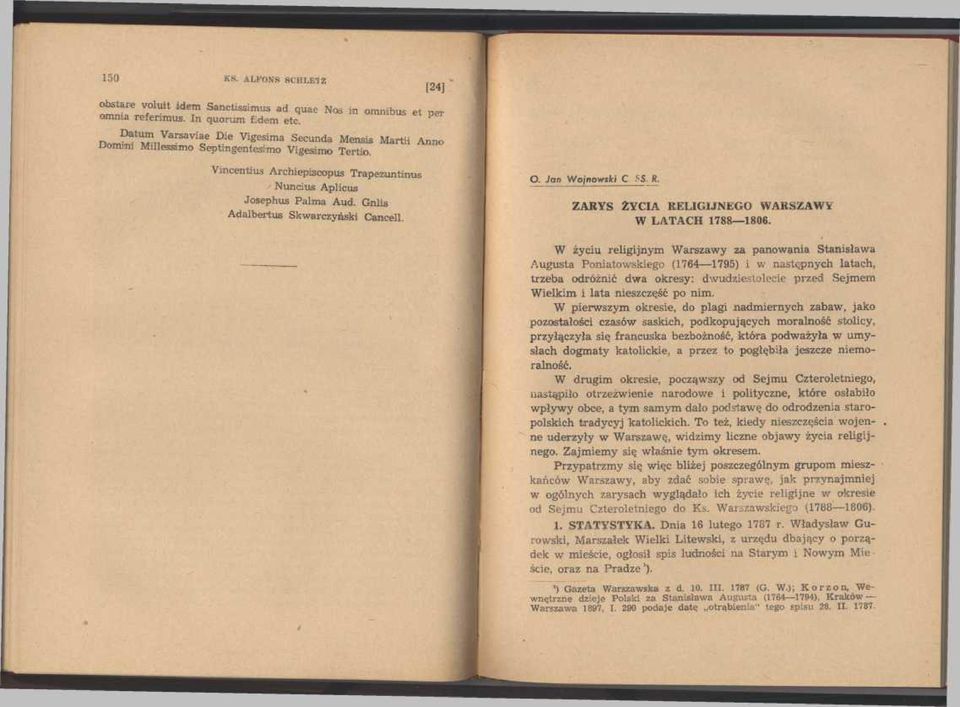 150 KS. ALFONS SCHLETZ [24]
obstare voluit idem Sanctissimus ad quae Nos in omnibus et per
omnia referimus. In quorum fidem etc.
Datum Varsaviae Die Vigesima Secunda Mensis Martii Anno
Domini Millessimo Septingentesimo Vigesimo Tertio.
Vincentius Archiepiscopus Trapezuntinus
Nuncius Aplicus
Josephus Palma Aud. Gnlis
Adalbertus Skwarczyński Cancell.
O. Jan Wojnowski C SS. R.
ZARYS ŻYCIA RELIGIJNEGO WARSZAWY
W LATACH 1788—1806.
W życiu religijnym Warszawy za panowania Stanisława
Augusta Poniatowskiego (1764—1795) i w następnych latach,
trzeba odróżnić dwa okresy: dwudziestolecie przed Sejmem
Wielkim i lata nieszczęść po nim.
W pierwszym okresie, do plagi nadmiernych zabaw, jako
pozostałości czasów saskich, podkopujących moralność stolicy,
przyłączyła się francuska bezbożność, która podważyła w umy-
słach dogmaty katolickie, a przez to pogłębiła jeszcze niemo-
ralność.
W drugim okresie, począwszy od Sejmu Czteroletniego,
nastąpiło otrzeźwienie narodowe i polityczne, które osłabiło
wpływy obce, a tym samym dało podstawę do odrodzenia staro-
polskich tradycyj katolickich. To też, kiedy nieszczęścia wojen-
ne uderzyły w Warszawę, widzimy liczne objawy życia religij-
nego. Zajmiemy się właśnie tym okresem.
Przypatrzmy się więc bliżej poszczególnym grupom miesz-
kańców Warszawy, aby zdać sobie sprawę, jak przynajmniej
w ogólnych zarysach wyglądało ich życie religijne w okresie
od Sejmu Czteroletniego do Ks. Warszawskiego (1788—1806).
1. STATYSTYKA. Dnia 16 lutego 1787 r. Władysław Gu-
rowski, Marszałek Wielki Litewski, z urzędu dbający o porzą-
dek w mieście, ogłosił spis ludności na Starym i Nowym Mie-
ście, oraz na Pradze ¹).
¹) Gazeta Warszawska z d. 10. III. 1787 (G. W.); Korzon, We-
wnętrzne dzieje Polski za Stanisława Augusta (1764—1794), Kraków —
Warszawa 1897, I. 290 podaje datę „otrąbienia" tego spisu 28. II. 1787.